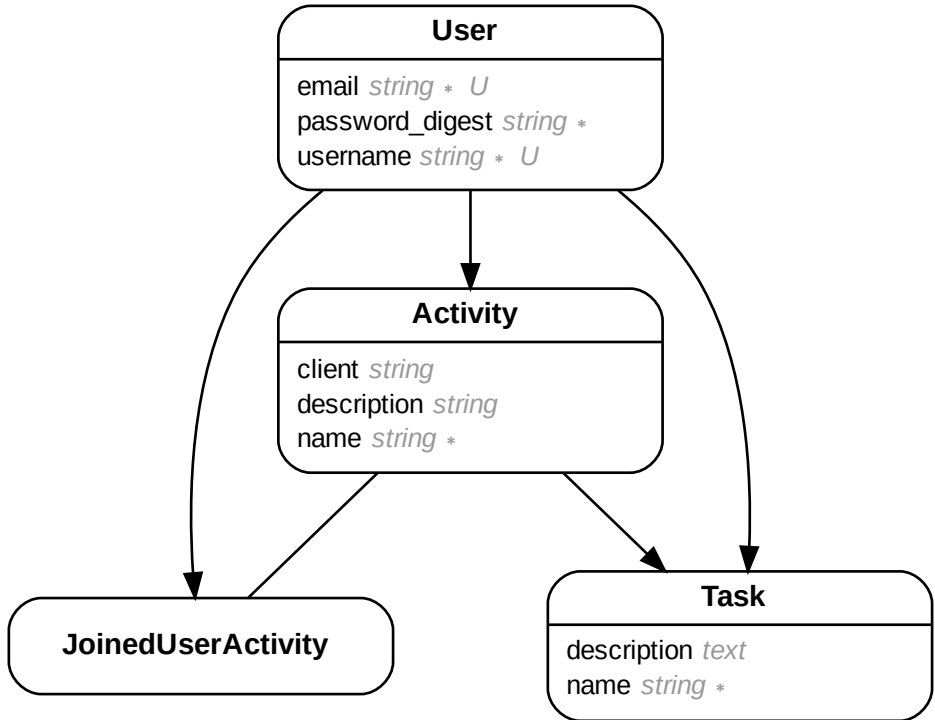 User
email string * U
password_digest string *
username string * U
Activity
client string
description string
name string *
JoinedUserActivity
Task
description text
name string *